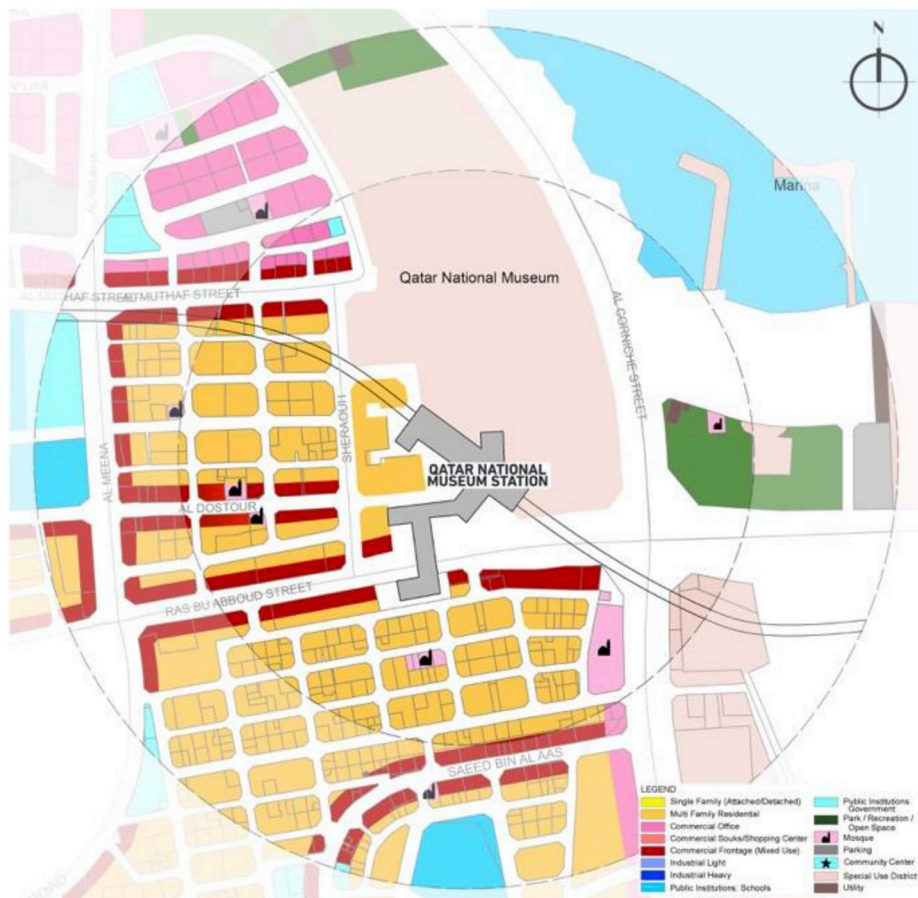 N
Marina
Qatar National Museum
AL MUTHAF STREET
AL MUTHAF STREET
AL CORNICHE STREET
SHERAOUH
AL MEENA
QATAR NATIONAL
MUSEUM STATION
AL DOSTOUR
RAS BU ABBOUD STREET
SAEED BIN AL AAS
ROAD
LEGEND
Single Family (Attached/Detached)
Multi Family Residential
Commercial Office
Commercial Souks/Shopping Center
Commercial Frontage (Mixed Use)
Industrial Light
Industrial Heavy
Public Institutions: Schools
Public Institutions
Government
Park / Recreation /
Open Space
Mosque
Parking
Community Center
Special Use District
Utility